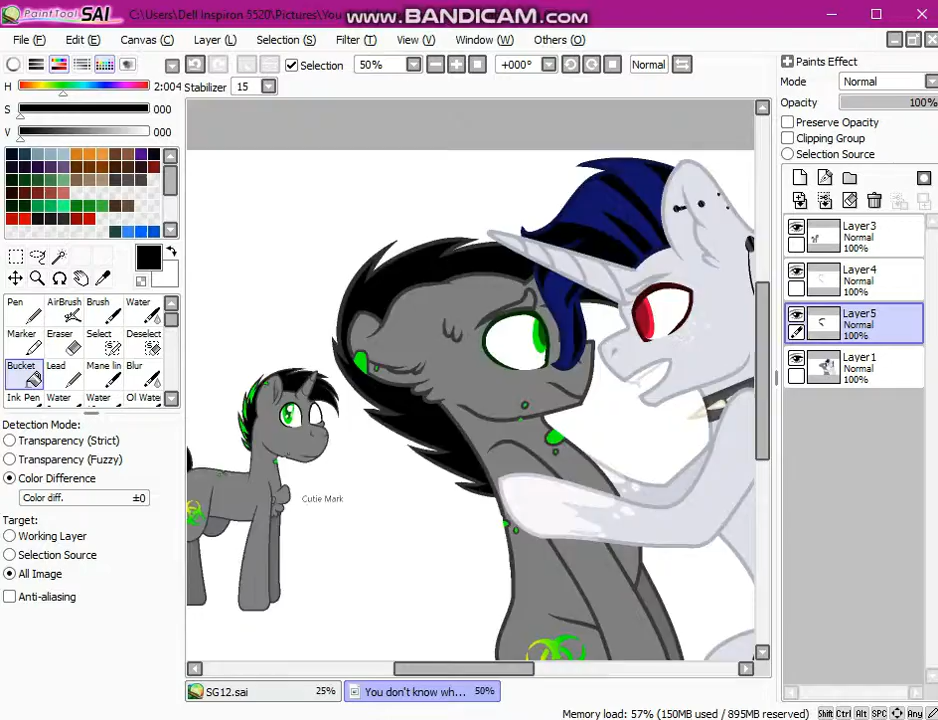 www.BANDICAM.com
PaintTool SAI C:\Users\Dell Inspiron 5520\Pictures\You
File (F) Edit (E) Canvas (C) Layer (L) Selection (S) Filter (T) View (V) Window (W) Others (O)
Selection 50% +000° Normal
Stabilizer 15
H 2:004
S 000
V 000
Pen AirBrush Brush Water
Marker Eraser Select Deselect
Bucket Lead Mane lin Blur
Ink Pen Water Water Oil Wate
Detection Mode:
Transparency (Strict)
Transparency (Fuzzy)
Color Difference
Color diff. ±0
Target:
Working Layer
Selection Source
All Image
Anti-aliasing
Cutie Mark
Paints Effect
Mode Normal
Opacity 100%
Preserve Opacity
Clipping Group
Selection Source
Layer3
Normal
100%
Layer4
Normal
100%
Layer5
Normal
100%
Layer1
Normal
100%
SG12.sai 25% You don't know wh... 50%
Memory load: 57% (150MB used / 895MB reserved) Shift Ctrl Alt SPC Any